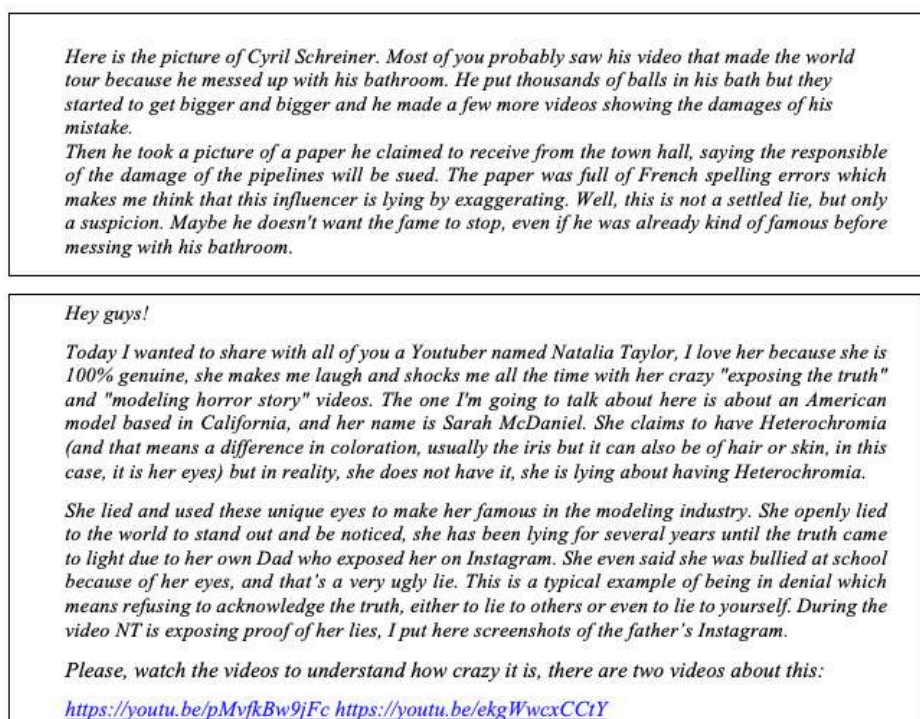 Here is the picture of Cyril Schreiner. Most of you probably saw his video that made the world
tour because he messed up with his bathroom. He put thousands of balls in his bath but they
started to get bigger and bigger and he made a few more videos showing the damages of his
mistake.
Then he took a picture of a paper he claimed to receive from the town hall, saying the responsible
of the damage of the pipelines will be sued. The paper was full of French spelling errors which
makes me think that this influencer is lying by exaggerating. Well, this is not a settled lie, but only
a suspicion. Maybe he doesn't want the fame to stop, even if he was already kind of famous before
messing with his bathroom.
Hey guys!
Today I wanted to share with all of you a Youtuber named Natalia Taylor, I love her because she is
100% genuine, she makes me laugh and shocks me all the time with her crazy "exposing the truth"
and "modeling horror story" videos. The one I'm going to talk about here is about an American
model based in California, and her name is Sarah McDaniel. She claims to have Heterochromia
(and that means a difference in coloration, usually the iris but it can also be of hair or skin, in this
case, it is her eyes) but in reality, she does not have it, she is lying about having Heterochromia.
She lied and used these unique eyes to make her famous in the modeling industry. She openly lied
to the world to stand out and be noticed, she has been lying for several years until the truth came
to light due to her own Dad who exposed her on Instagram. She even said she was bullied at school
because of her eyes, and that's a very ugly lie. This is a typical example of being in denial which
means refusing to acknowledge the truth, either to lie to others or even to lie to yourself. During the
video NT is exposing proof of her lies, I put here screenshots of the father's Instagram.
Please, watch the videos to understand how crazy it is, there are two videos about this:
https://youtu.be/pMvfkBw9jFc https://youtu.be/ekgWwcxCCtY